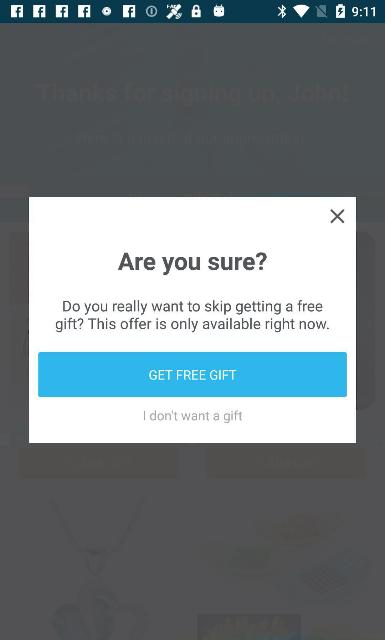 9:11
Thanks for signing up, John!
Are you sure?
Do you really want to skip getting a free
gift? This offer is only available right now.
GET FREE GIFT
I don't want a gift